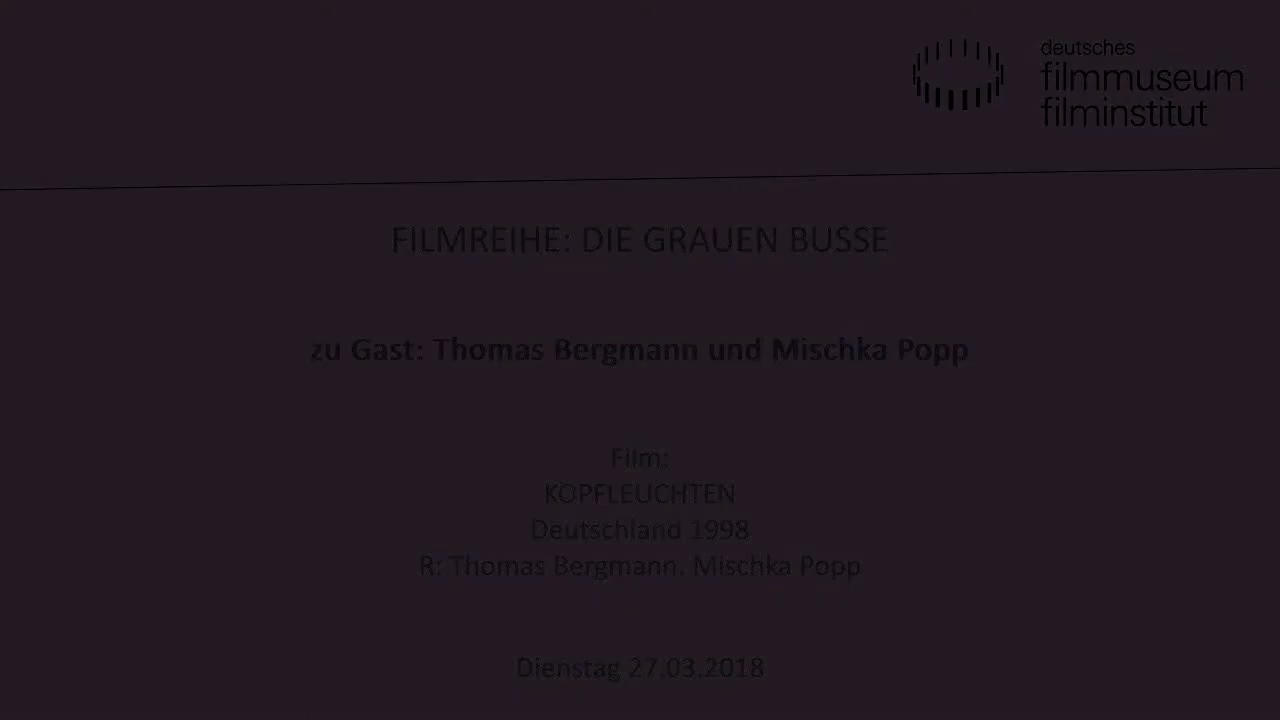 deutsches
filmmuseum
filminstitut
FILMREIHE: DIE GRAUEN BUSSE
zu Gast: Thomas Bergmann und Mischka Popp
Film:
KOPFLEUCHTEN
Deutschland 1998
R: Thomas Bergmann. Mischka Popp
Dienstag 27.03.2018